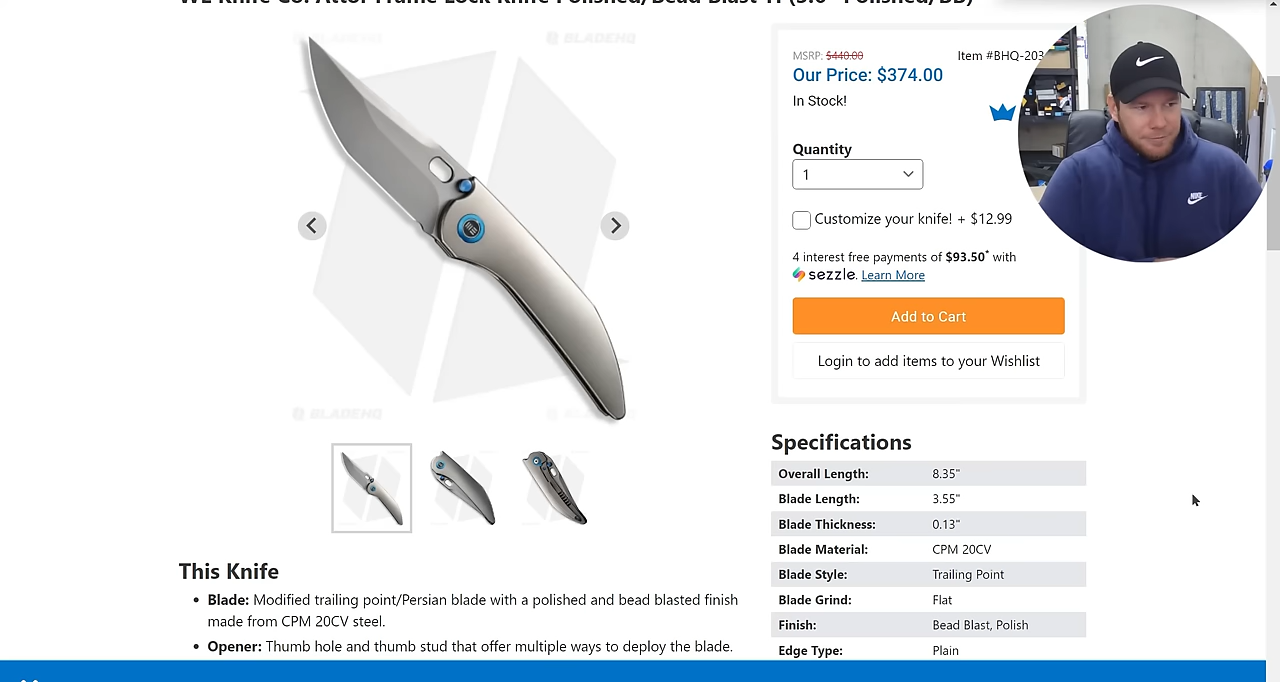 MSRP: $440.00
Item #BHQ-203
Our Price: $374.00
In Stock!
Quantity
1
Customize your knife! + $12.99
4 interest free payments of $93.50* with
sezzle. Learn More
Add to Cart
Login to add items to your Wishlist
BLADEHQ
BLADEHQ
Specifications
Overall Length: 8.35"
Blade Length: 3.55"
Blade Thickness: 0.13"
Blade Material: CPM 20CV
Blade Style: Trailing Point
Blade Grind: Flat
Finish: Bead Blast, Polish
Edge Type: Plain
This Knife
Blade: Modified trailing point/Persian blade with a polished and bead blasted finish
made from CPM 20CV steel.
Opener: Thumb hole and thumb stud that offer multiple ways to deploy the blade.